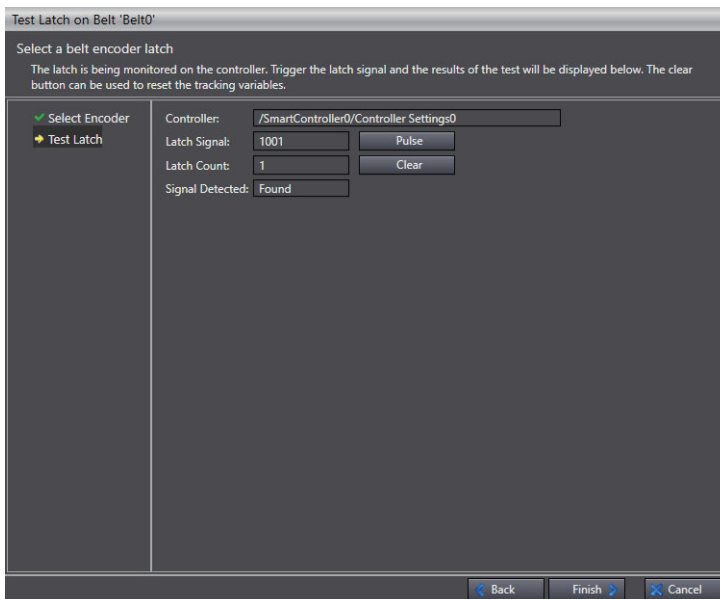 Test Latch on Belt 'Belt0'
Select a belt encoder latch
The latch is being monitored on the controller. Trigger the latch signal and the results of the test will be displayed below. The clear
button can be used to reset the tracking variables.
Select Encoder
Test Latch
Controller: /SmartController0/Controller Settings0
Latch Signal: 1001 Pulse
Latch Count: 1 Clear
Signal Detected: Found
Back Finish Cancel